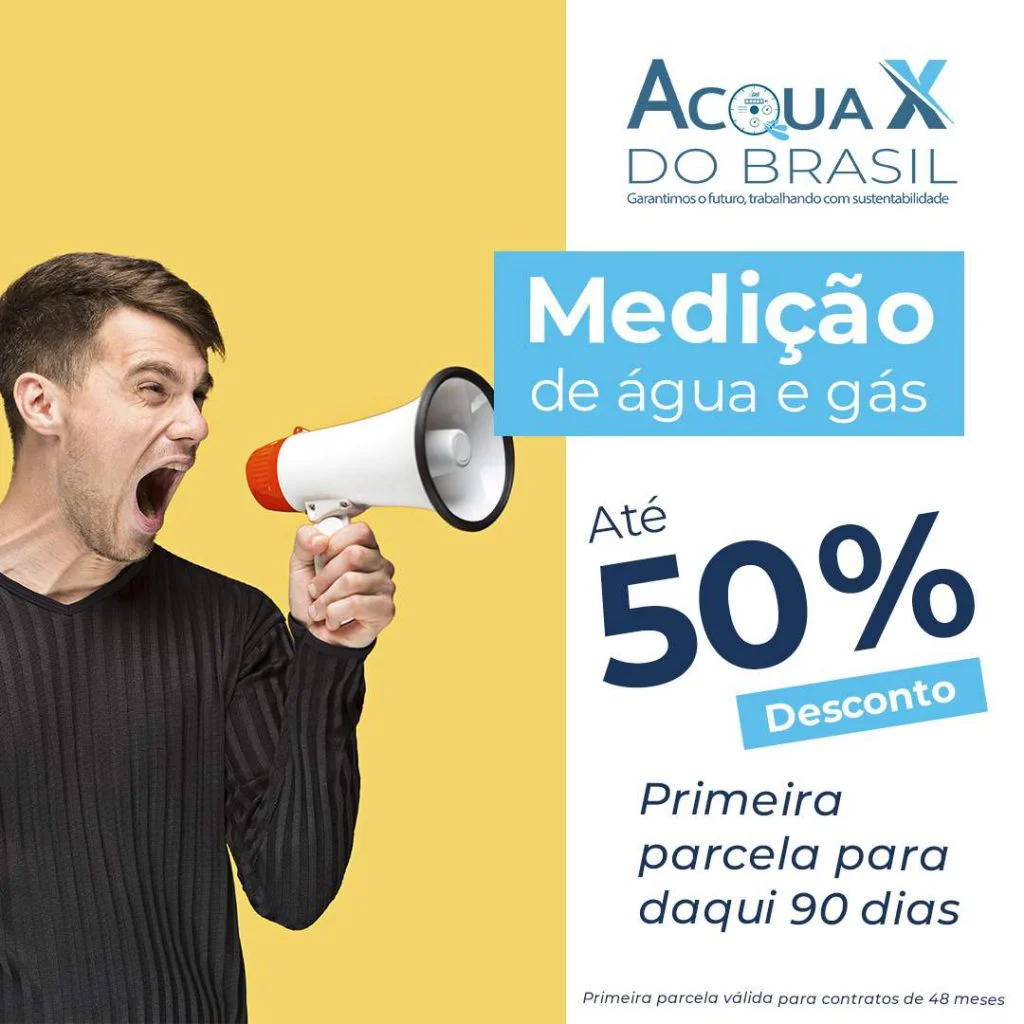 ACQUA X
DO BRASIL
Garantimos o futuro, trabalhando com sustentabilidade
Medição
de água e gás
Até
50%
Desconto
Primeira
parcela para
daqui 90 dias
Primeira parcela válida para contratos de 48 meses